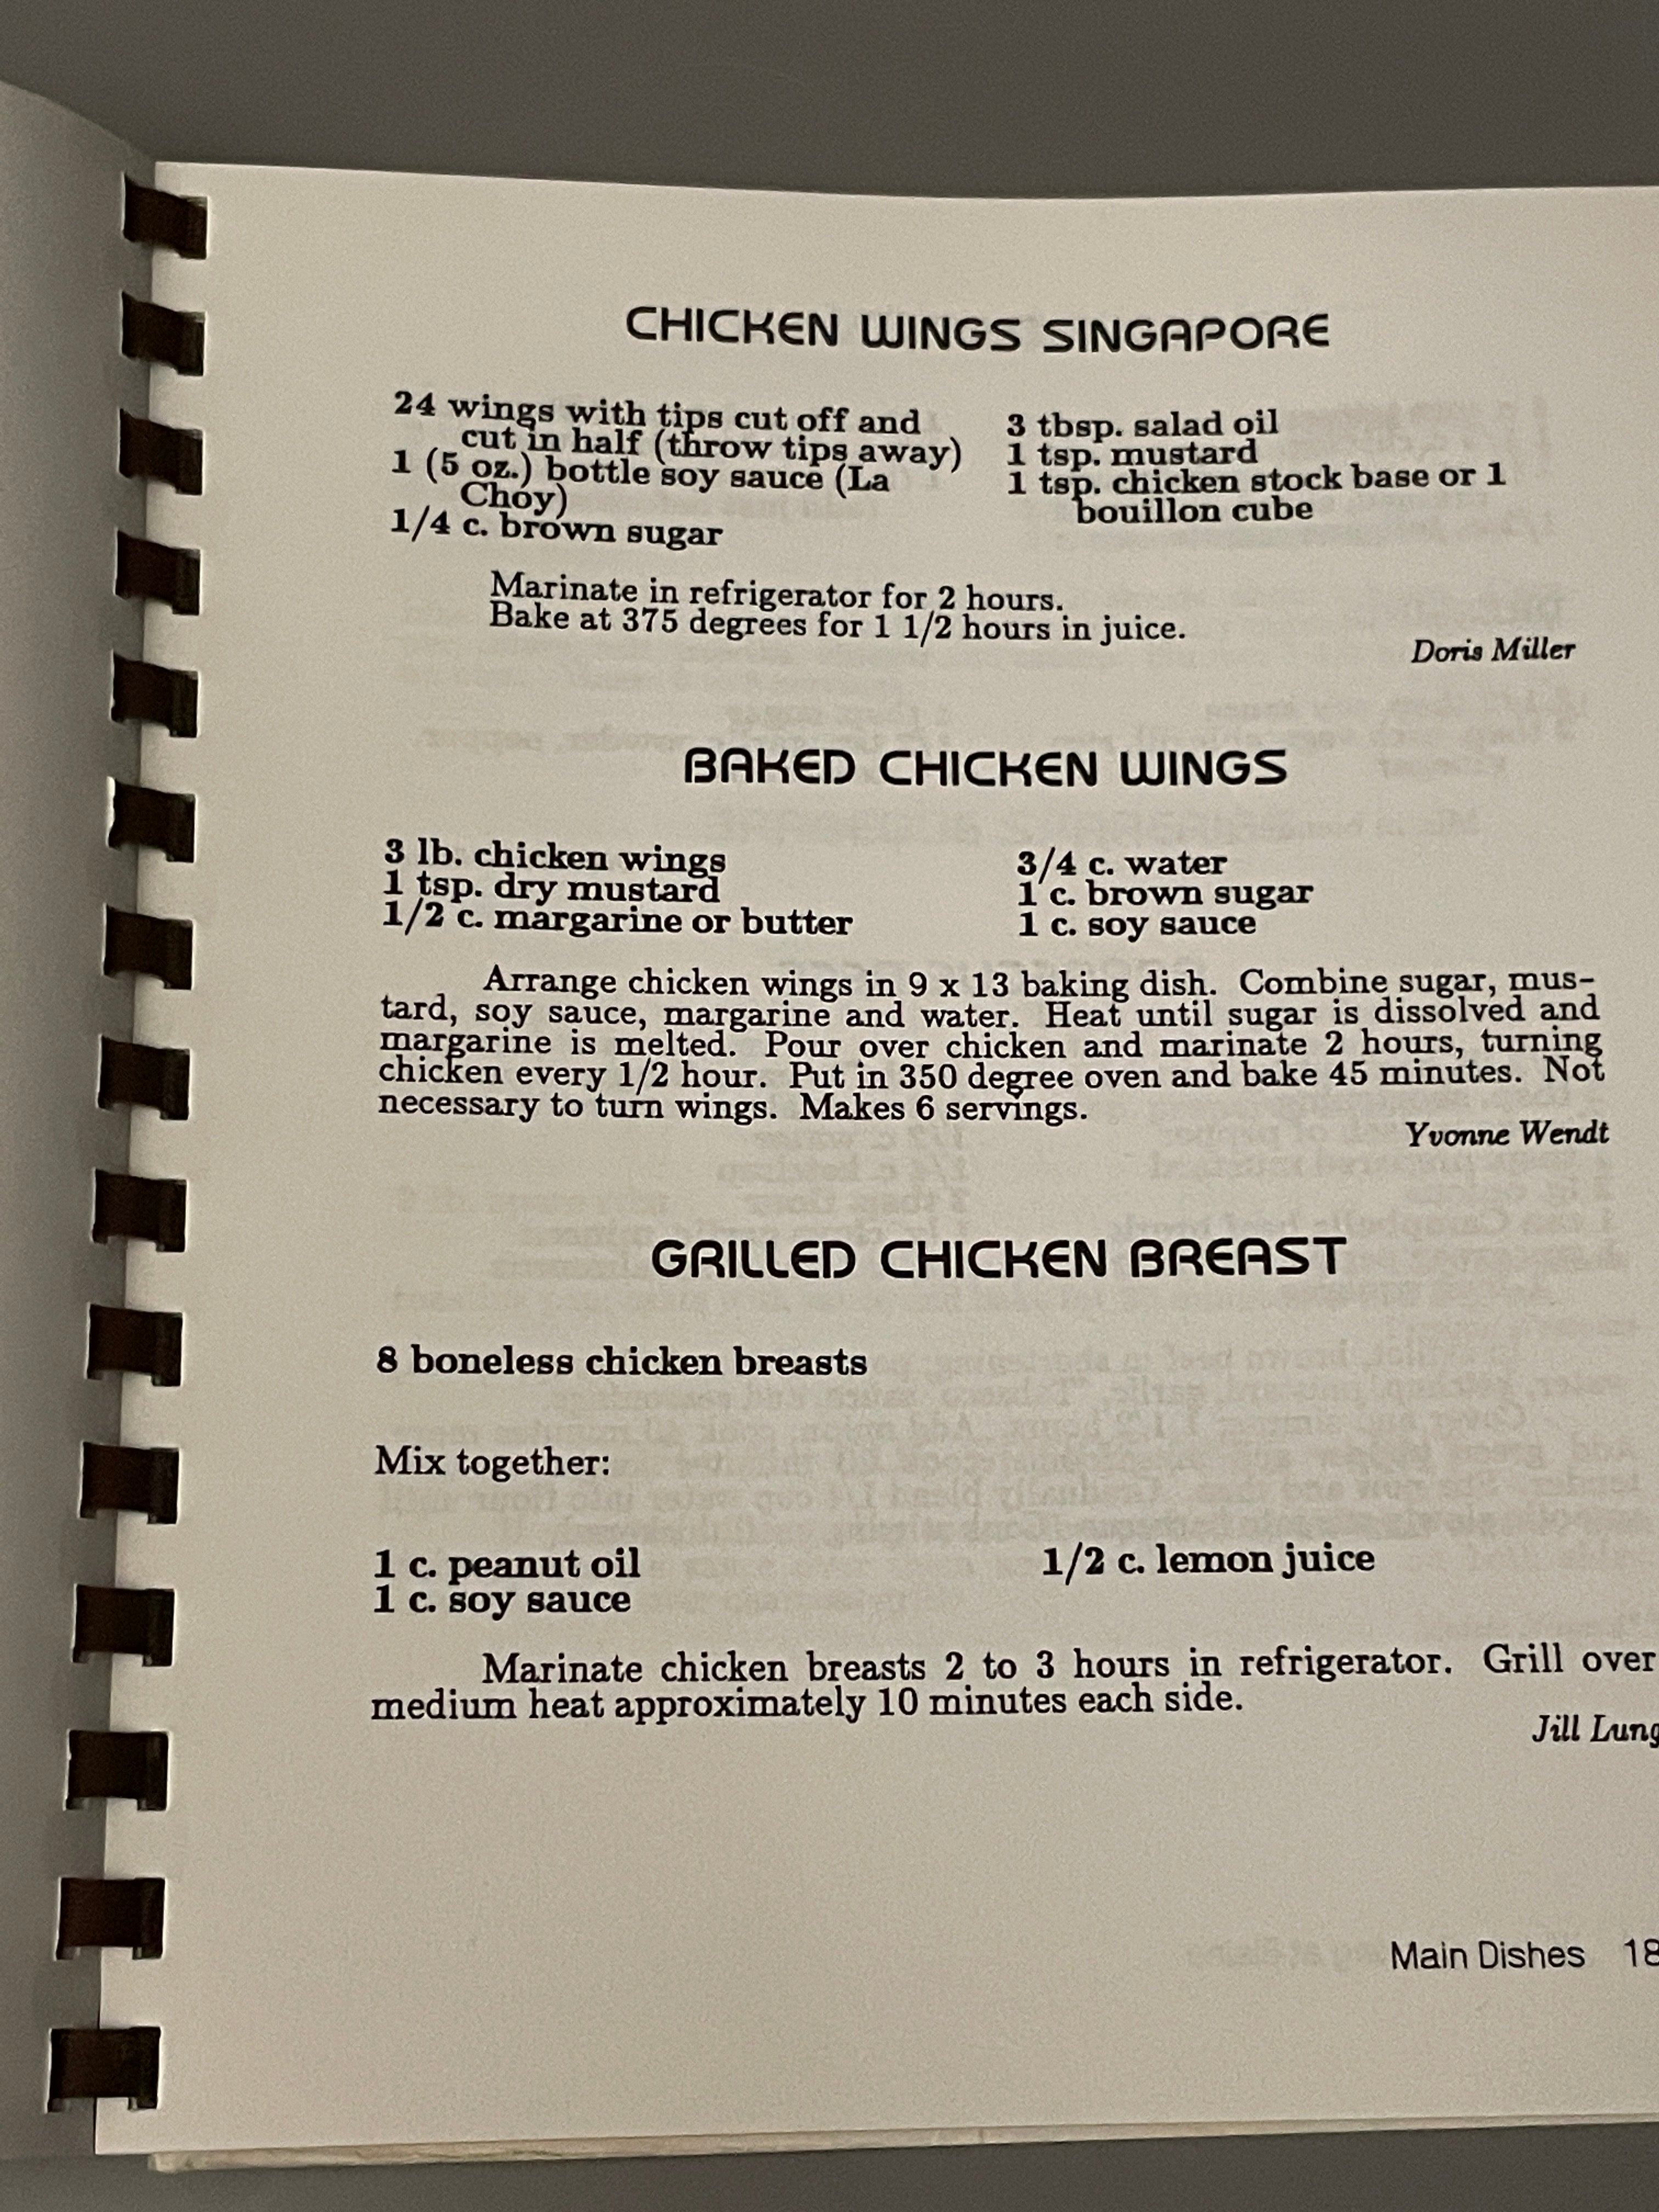 CHICKEN WINGS SINGAPORE
24 wings with tips cut off and
cut in half (throw tips away)
1 (5 oz.) bottle soy sauce (La
Choy)
1/4 c. brown sugar
3 tbsp. salad oil
1 tsp. mustard
1 tsp. chicken stock base or 1
bouillon cube
Marinate in refrigerator for 2 hours.
Bake at 375 degrees for 1 1/2 hours in juice.
Doris Miller
BAKED CHICKEN WINGS
3 lb. chicken wings
1 tsp. dry mustard
1/2 c. margarine or butter
3/4 c. water
1 c. brown sugar
1 c. soy sauce
Arrange chicken wings in 9 x 13 baking dish. Combine sugar, mus-
tard, soy sauce, margarine and water. Heat until sugar is dissolved and
margarine is melted. Pour over chicken and marinate 2 hours, turning
chicken every 1/2 hour. Put in 350 degree oven and bake 45 minutes. Not
necessary to turn wings. Makes 6 servings.
Yvonne Wendt
GRILLED CHICKEN BREAST
8 boneless chicken breasts
Mix together:
1 c. peanut oil
1 c. soy sauce
1/2 c. lemon juice
Marinate chicken breasts 2 to 3 hours in refrigerator. Grill over
medium heat approximately 10 minutes each side.
Jill Lung
Main Dishes 18